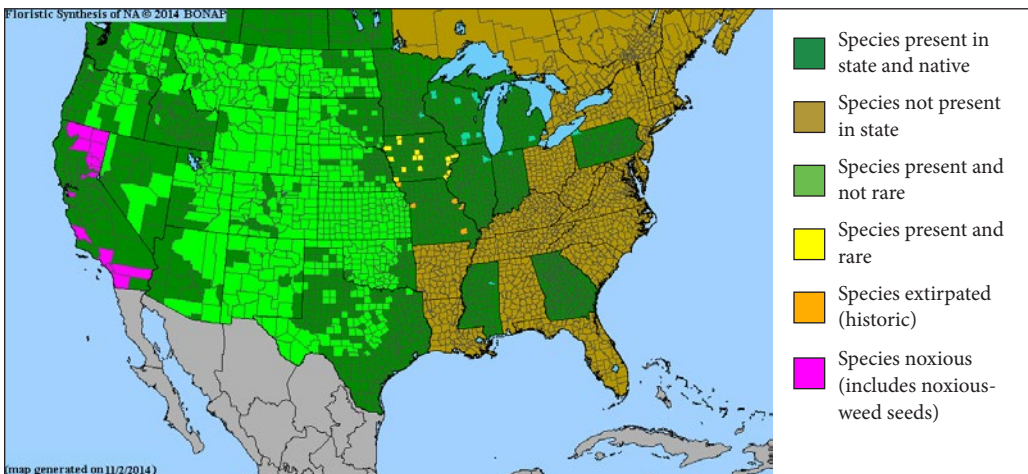 Floristic Synthesis of NA © 2014 BONAP
Species present in
state and native
Species not present
in state
Species present and
not rare
Species present and
rare
Species extirpated
(historic)
Species noxious
(includes noxious-
weed seeds)
(map generated on 11/2/2014 )